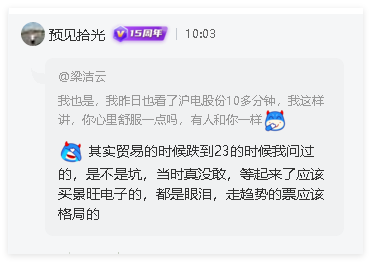 预见拾光 15周年 10:03
@梁洁云
我也是，我昨日也看了沪电股份10多分钟，我这样
讲，你心里舒服一点吗，有人和你一样
其实贸易的时候跌到23的时候我问过
的，是不是坑，当时真没敢，等起来了应该
买景旺电子的，都是眼泪，走趋势的票应该
格局的